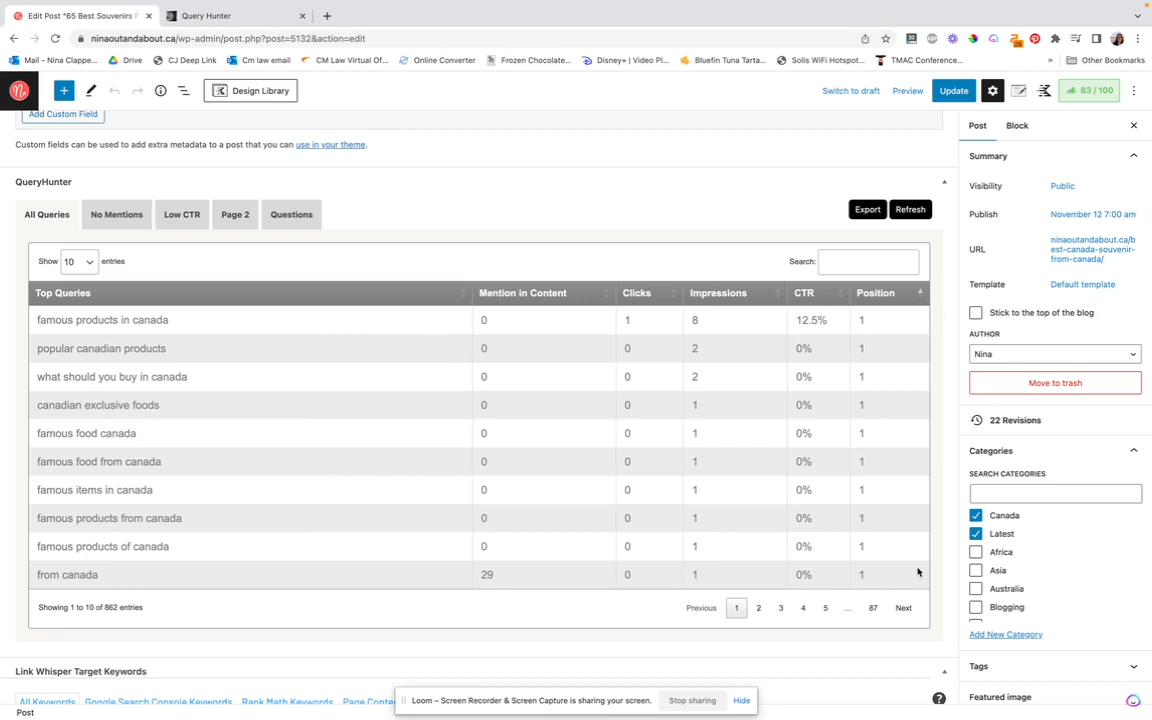 Edit Post "65 Best Souvenirs F
Query Hunter
ninaoutandabout.ca/wp-admin/post.php?post=5132&action=edit
Mail – Nina Clappe... Drive CJ Deep Link Cm law email CM Law Virtual Of... Online Converter Frozen Chocolate... Disney+ | Video Pl... Bluefin Tuna Tarta... Solis WiFi Hotspot... TMAC Conference... » Other Bookmarks
Design Library Switch to draft Preview Update 83 / 100
Add Custom Field
Custom fields can be used to add extra metadata to a post that you can use in your theme.
QueryHunter
All Queries No Mentions Low CTR Page 2 Questions Export Refresh
Show 10 entries Search:
Top Queries Mention in Content Clicks Impressions CTR Position
famous products in canada 0 1 8 12.5% 1
popular canadian products 0 0 2 0% 1
what should you buy in canada 0 0 2 0% 1
canadian exclusive foods 0 0 1 0% 1
famous food canada 0 0 1 0% 1
famous food from canada 0 0 1 0% 1
famous items in canada 0 0 1 0% 1
famous products from canada 0 0 1 0% 1
famous products of canada 0 0 1 0% 1
from canada 29 0 1 0% 1
Showing 1 to 10 of 862 entries Previous 1 2 3 4 5 ... 87 Next
Link Whisper Target Keywords
All Keywords Google Search Console Keywords Rank Math Keywords Page Conte
Loom – Screen Recorder & Screen Capture is sharing your screen. Stop sharing Hide
Post
Post Block
Summary
Visibility Public
Publish November 12 7:00 am
URL ninaoutandabout.ca/b
est-canada-souvenir-
from-canada/
Template Default template
Stick to the top of the blog
AUTHOR
Nina
Move to trash
22 Revisions
Categories
SEARCH CATEGORIES
Canada
Latest
Africa
Asia
Australia
Blogging
Add New Category
Tags
Featured image